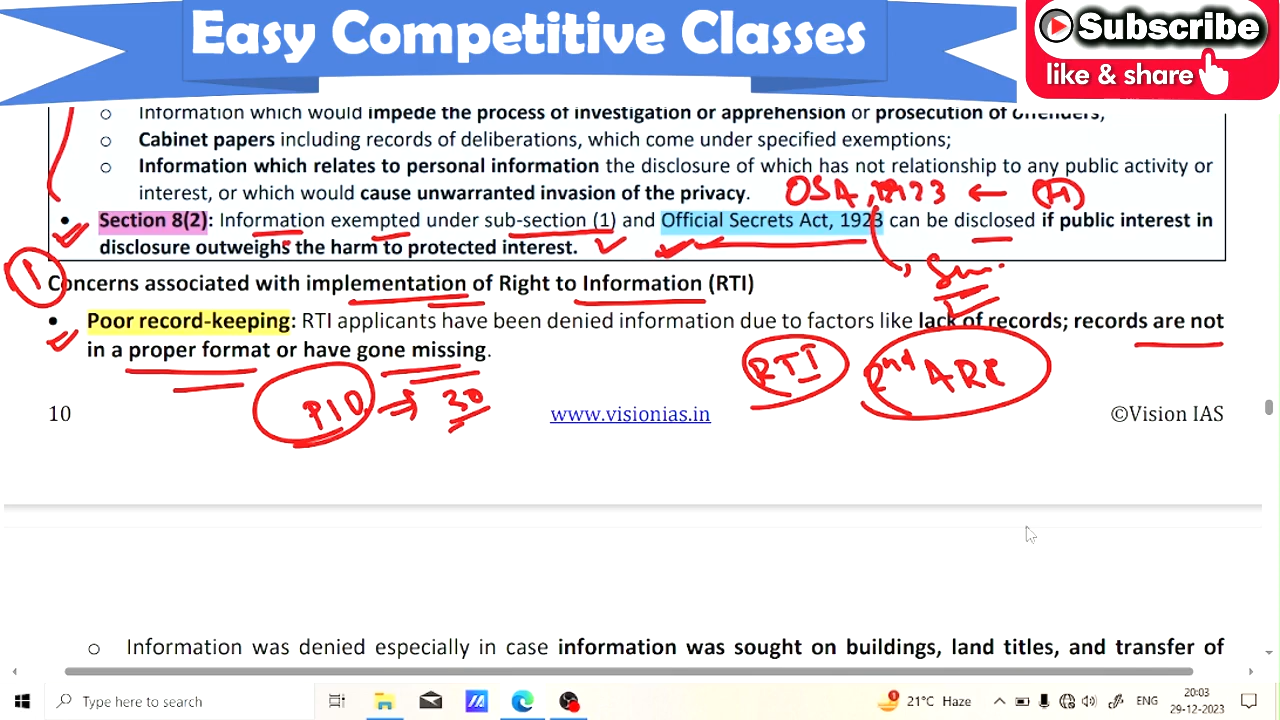 Easy Competitive Classes
Subscribe
like & share
o Information which would impede the process of investigation or apprehension or prosecution of offenders;
o Cabinet papers including records of deliberations, which come under specified exemptions;
o Information which relates to personal information the disclosure of which has not relationship to any public activity or
interest, or which would cause unwarranted invasion of the privacy.
OSA, 1923 ← (H)
• Section 8(2): Information exempted under sub-section (1) and Official Secrets Act, 1923 can be disclosed if public interest in
disclosure outweighs the harm to protected interest.
1
Concerns associated with implementation of Right to Information (RTI)
• Poor record-keeping: RTI applicants have been denied information due to factors like lack of records; records are not
in a proper format or have gone missing.
RTI
2nd ARC
PIO → 30
10
www.visionias.in
©Vision IAS
o Information was denied especially in case information was sought on buildings, land titles, and transfer of
Type here to search
1
21°C Haze
ENG
20:03
29-12-2023